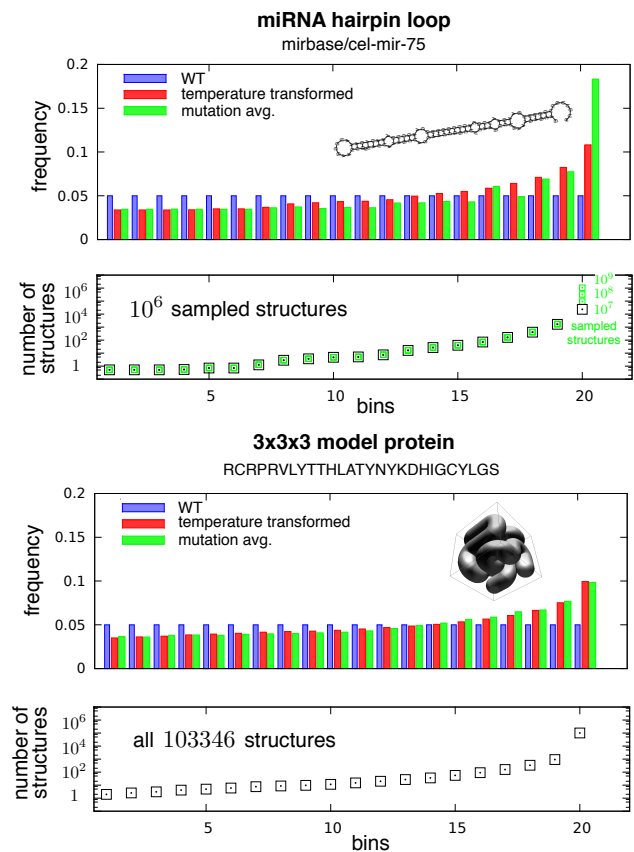 miRNA hairpin loop
mirbase/cel-mir-75
0.2
0.15
0.1
0.05
0
frequency
WT
temperature transformed
mutation avg.
number of
structures
10^6
10^4
10^2
1
10^6 sampled structures
10^9
10^8
10^7
sampled
structures
5 10 15 20
bins
3x3x3 model protein
RCRPRVLYTTHLATYNYKDHIGCYLGS
0.2
0.15
0.1
0.05
0
frequency
WT
temperature transformed
mutation avg.
number of
structures
10^6
10^4
10^2
1
all 103346 structures
5 10 15 20
bins